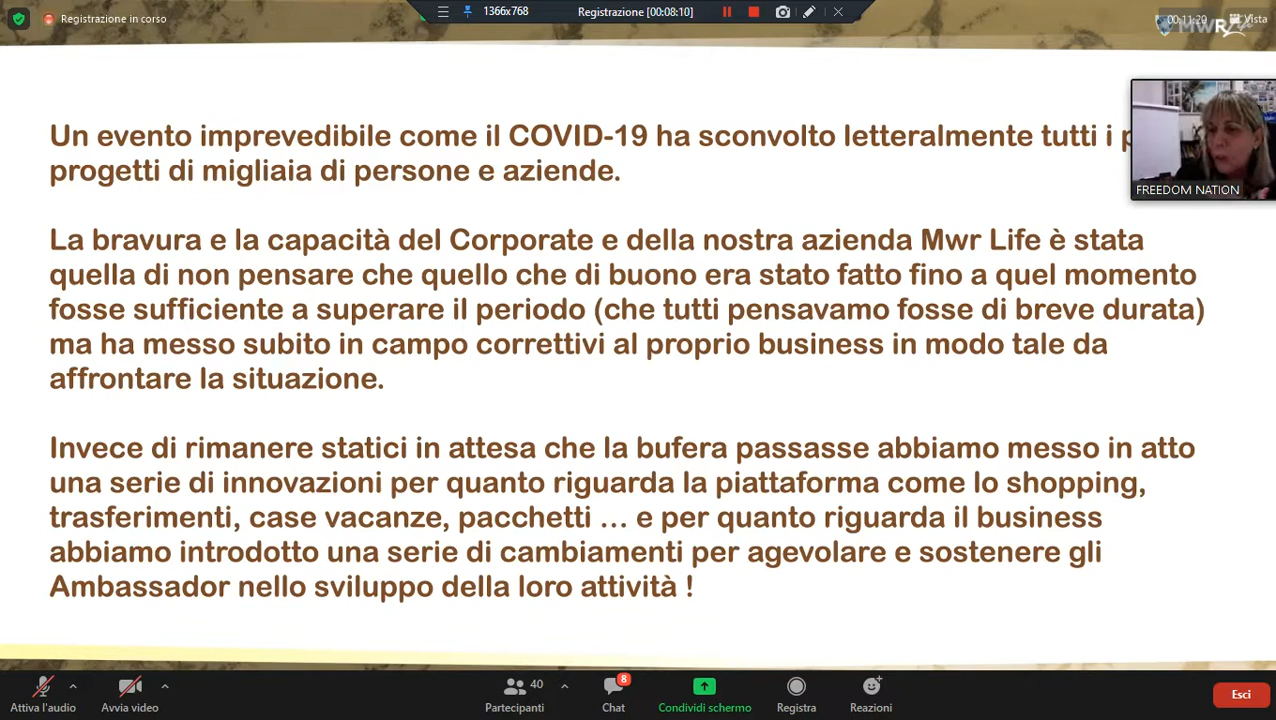 Registrazione in corso
1366x768
Registrazione [00:08:10]
00:11:20
Vista
MWR
Un evento imprevedibile come il COVID-19 ha sconvolto letteralmente tutti i
progetti di migliaia di persone e aziende.
FREEDOM NATION
La bravura e la capacità del Corporate e della nostra azienda Mwr Life è stata
quella di non pensare che quello che di buono era stato fatto fino a quel momento
fosse sufficiente a superare il periodo (che tutti pensavamo fosse di breve durata)
ma ha messo subito in campo correttivi al proprio business in modo tale da
affrontare la situazione.
Invece di rimanere statici in attesa che la bufera passasse abbiamo messo in atto
una serie di innovazioni per quanto riguarda la piattaforma come lo shopping,
trasferimenti, case vacanze, pacchetti ... e per quanto riguarda il business
abbiamo introdotto una serie di cambiamenti per agevolare e sostenere gli
Ambassador nello sviluppo della loro attività !
Attiva l'audio
Avvia video
40
Partecipanti
8
Chat
Condividi schermo
Registra
Reazioni
Esci